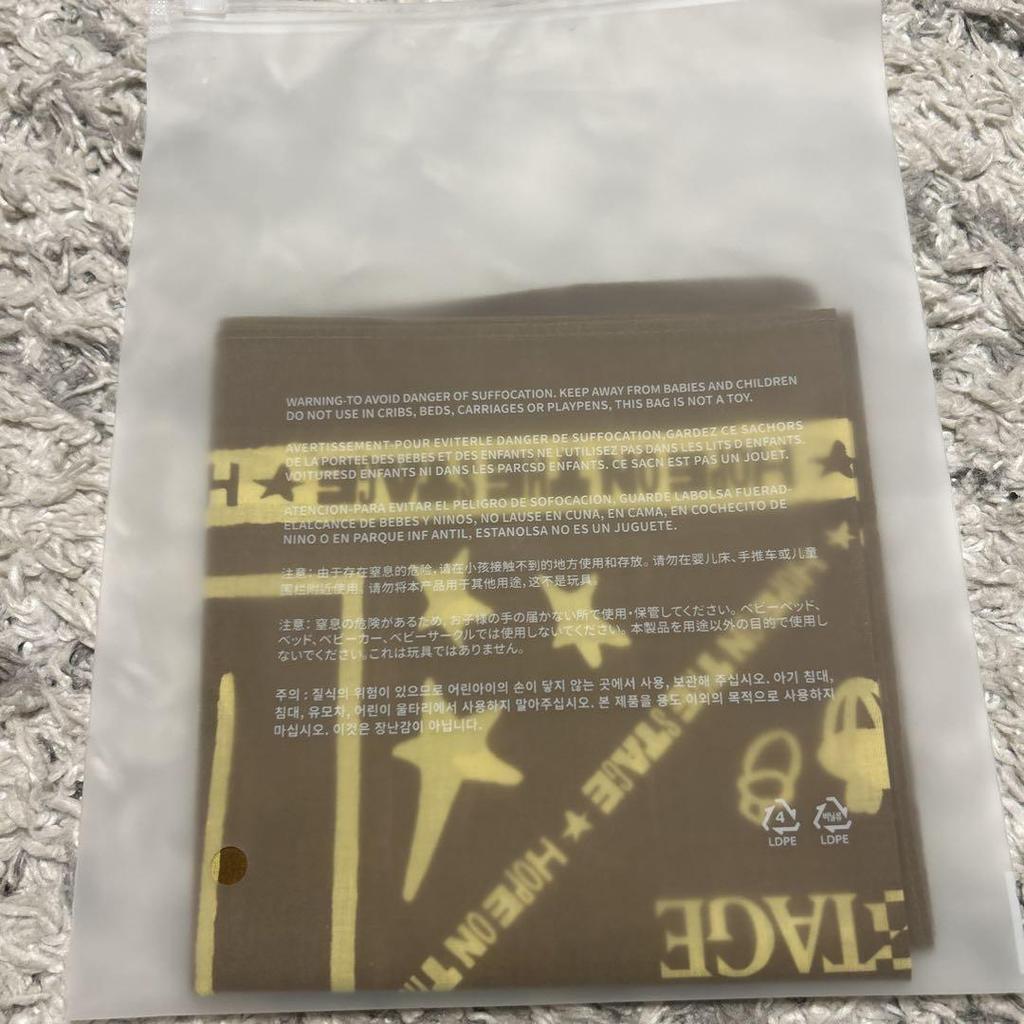 WARNING-TO AVOID DANGER OF SUFFOCATION. KEEP AWAY FROM BABIES AND CHILDREN
DO NOT USE IN CRIBS, BEDS, CARRIAGES OR PLAYPENS, THIS BAG IS NOT A TOY.
AVERTISSEMENT-POUR EVITERLE DANGER DE SUFFOCATION,GARDEZ CE SACHORS
DE LA PORTEE DES BEBES ET DES ENFANTS NE L'UTILISEZ PAS DANS LES LITS D ENFANTS.
VOITURESD ENFANTS NI DANS LES PARCSD ENFANTS. CE SACN EST PAS UN JOUET.
ATENCION-PARA EVITAR EL PELIGRO DE SOFOCACION, GUARDE LABOLSA FUERAD-
ELALCANCE DE BEBES Y NINOS, NO LAUSE EN CUNA, EN CAMA, EN COCHECITO DE
NINO O EN PARQUE INF ANTIL, ESTANOLSA NO ES UN JUGUETE.
注意：由于存在窒息的危险，请在小孩接触不到的地方使用和存放。请勿在婴儿床、手推车或儿童
围栏附近使用。请勿将本产品用于其他用途，这不是玩具。
注意：窒息の危険があるため、お子様の手の届かない所で使用・保管してください。ベビーベッド、
ベッド、ベビーカー、ベビーサークルでは使用しないでください。本製品を用途以外の目的で使用し
ないでください。これは玩具ではありません。
주의 : 질식의 위험이 있으므로 어린아이의 손이 닿지 않는 곳에서 사용, 보관해 주십시오. 아기 침대,
침대, 유모차, 어린이 울타리에서 사용하지 말아주십시오. 본 제품을 용도 이외의 목적으로 사용하지
마십시오. 이것은 장난감이 아닙니다.
HOPE ON THE STAGE
HOPE ON
4
LDPE
비닐류
LDPE
STAGE